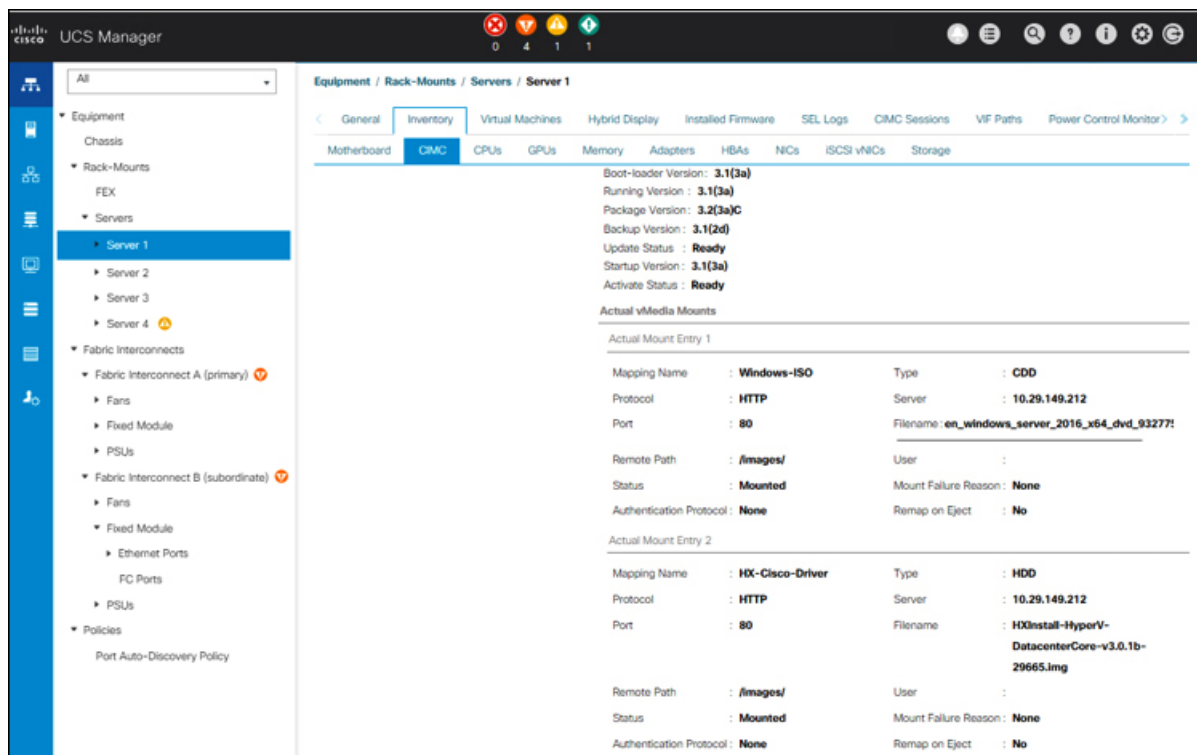 cisco UCS Manager
0 4 1 1
All
Equipment
Chassis
Rack-Mounts
FEX
Servers
Server 1
Server 2
Server 3
Server 4
Fabric Interconnects
Fabric Interconnect A (primary)
Fans
Fixed Module
PSUs
Fabric Interconnect B (subordinate)
Fans
Fixed Module
Ethernet Ports
FC Ports
PSUs
Policies
Port Auto-Discovery Policy
Equipment / Rack-Mounts / Servers / Server 1
General Inventory Virtual Machines Hybrid Display Installed Firmware SEL Logs CIMC Sessions VIF Paths Power Control Monitor
Motherboard CIMC CPUs GPUs Memory Adapters HBAs NICs iSCSI vNICs Storage
Boot-loader Version: 3.1(3a)
Running Version : 3.1(3a)
Package Version : 3.2(3a)C
Backup Version : 3.1(2d)
Update Status : Ready
Startup Version : 3.1(3a)
Activate Status : Ready
Actual vMedia Mounts
Actual Mount Entry 1
Mapping Name : Windows-ISO Type : CDD
Protocol : HTTP Server : 10.29.149.212
Port : 80 Filename : en_windows_server_2016_x64_dvd_932775
Remote Path : /images/ User :
Status : Mounted Mount Failure Reason : None
Authentication Protocol : None Remap on Eject : No
Actual Mount Entry 2
Mapping Name : HX-Cisco-Driver Type : HDD
Protocol : HTTP Server : 10.29.149.212
Port : 80 Filename : HXInstall-HyperV-
DatacenterCore-v3.0.1b-
29665.img
Remote Path : /images/ User :
Status : Mounted Mount Failure Reason : None
Authentication Protocol : None Remap on Eject : No